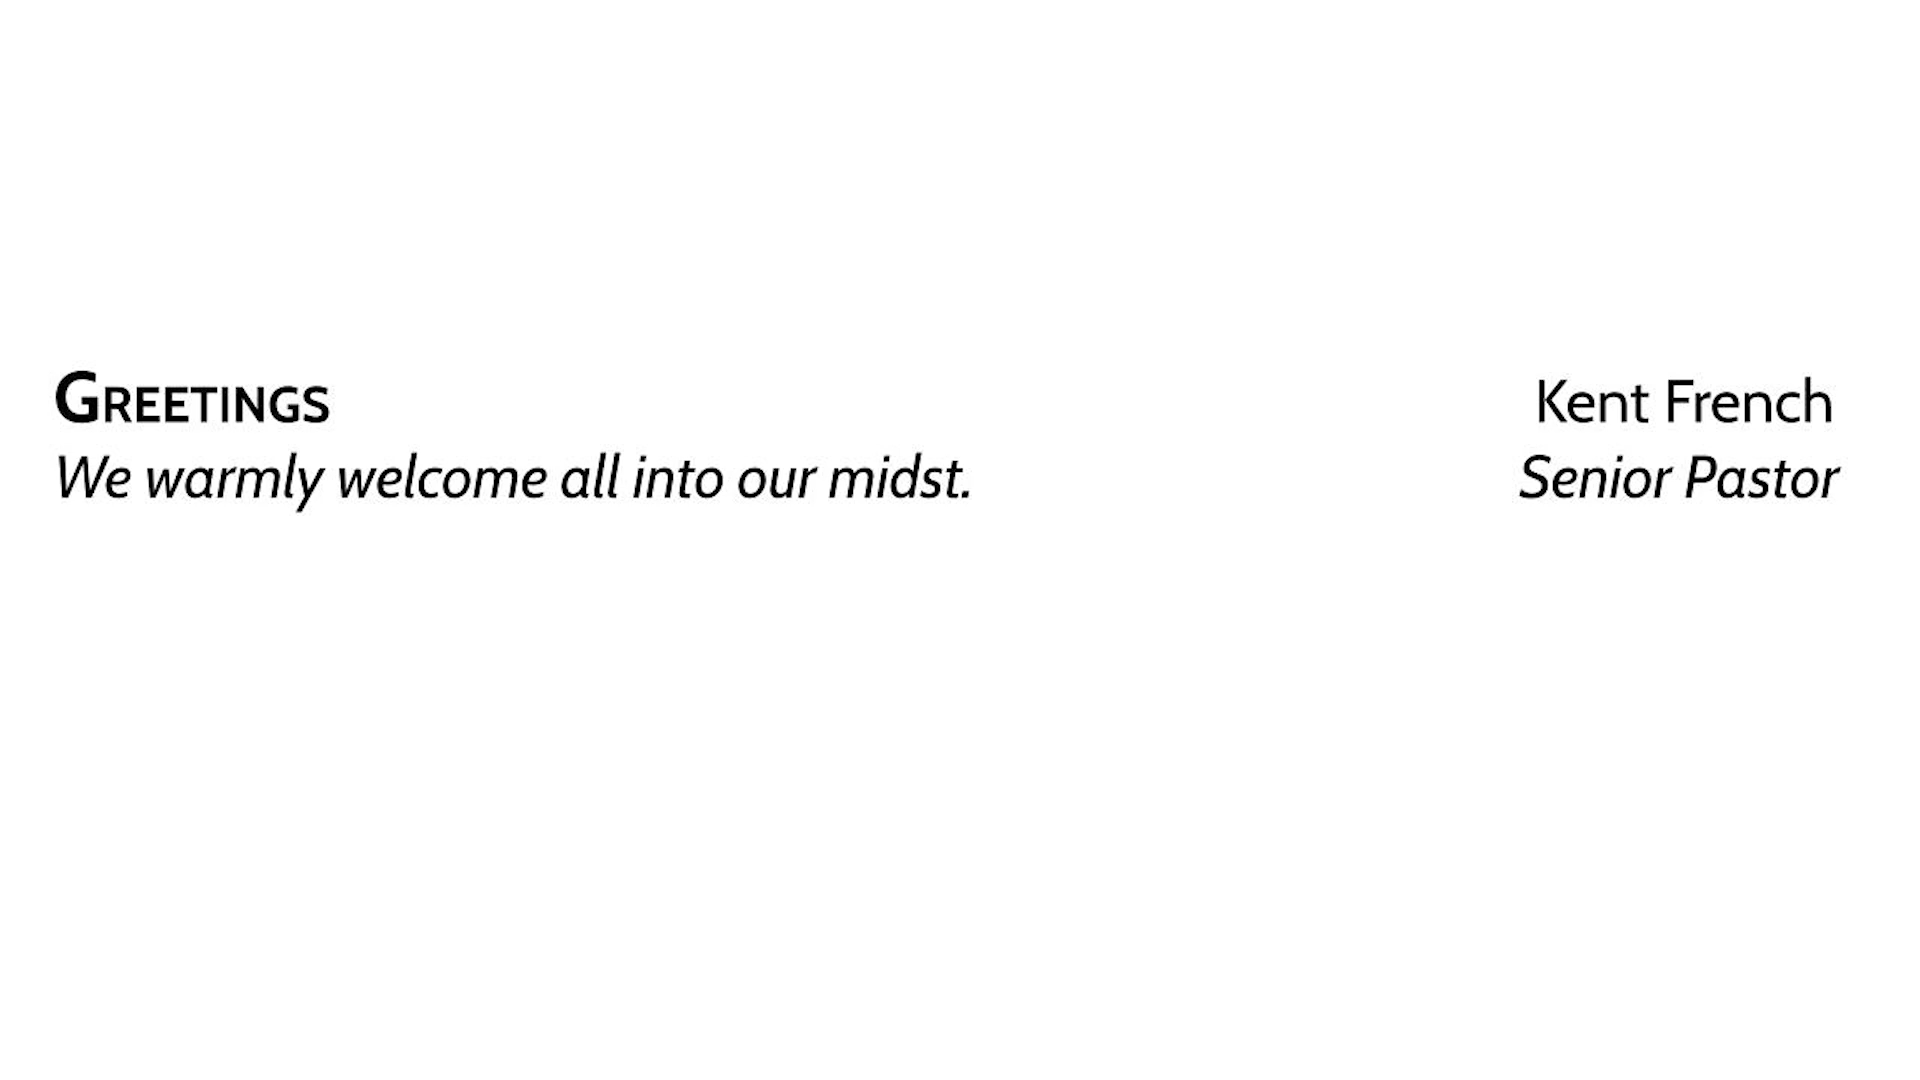 Greetings Kent French
We warmly welcome all into our midst. Senior Pastor